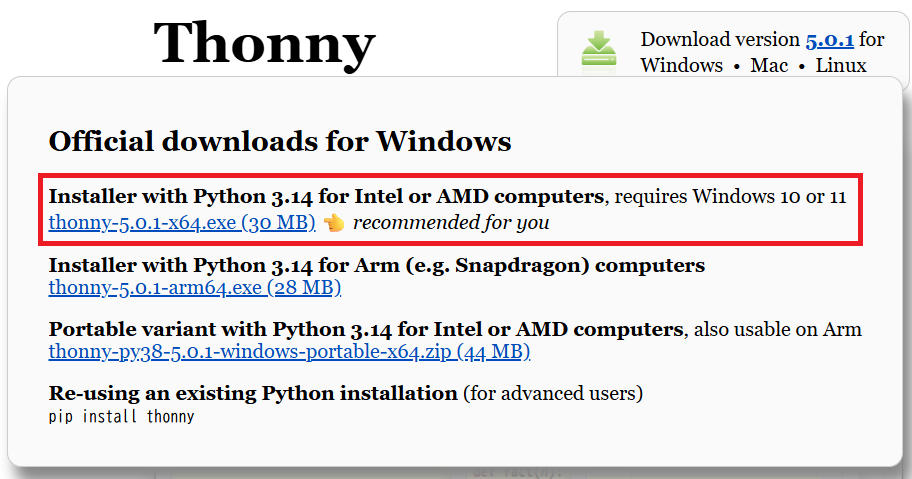 Thonny
Download version 5.0.1 for
Windows • Mac • Linux
Official downloads for Windows
Installer with Python 3.14 for Intel or AMD computers, requires Windows 10 or 11
thonny-5.0.1-x64.exe (30 MB) 👈 recommended for you
Installer with Python 3.14 for Arm (e.g. Snapdragon) computers
thonny-5.0.1-arm64.exe (28 MB)
Portable variant with Python 3.14 for Intel or AMD computers, also usable on Arm
thonny-py38-5.0.1-windows-portable-x64.zip (44 MB)
Re-using an existing Python installation (for advanced users)
pip install thonny